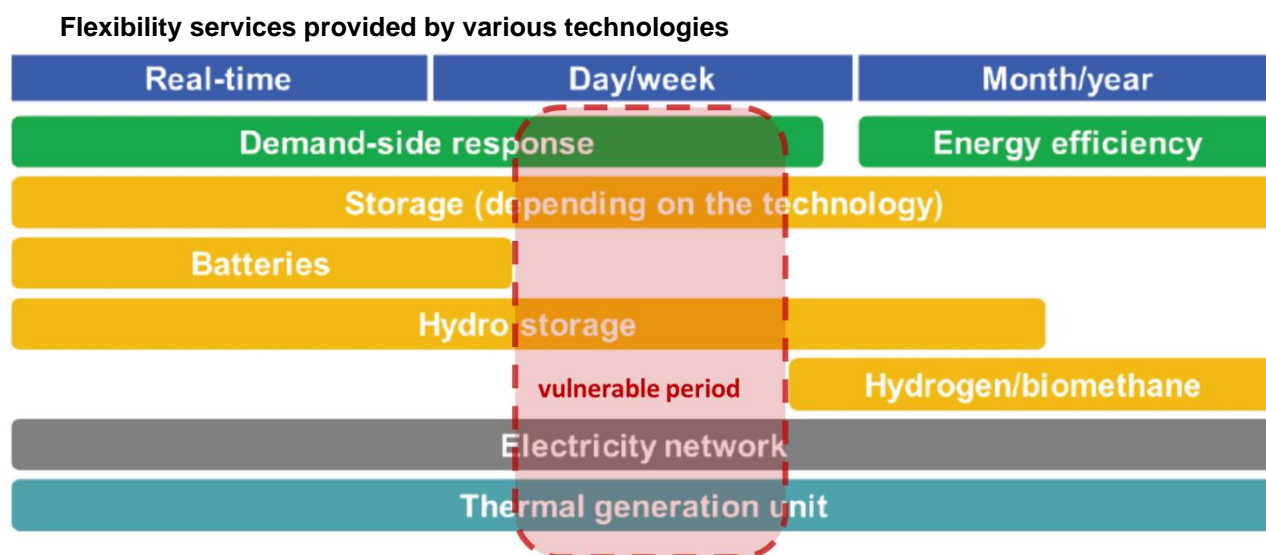 Flexibility services provided by various technologies
Real-time Day/week Month/year
Demand-side response Energy efficiency
Storage (depending on the technology)
Batteries
Hydro storage
vulnerable period Hydrogen/biomethane
Electricity network
Thermal generation unit